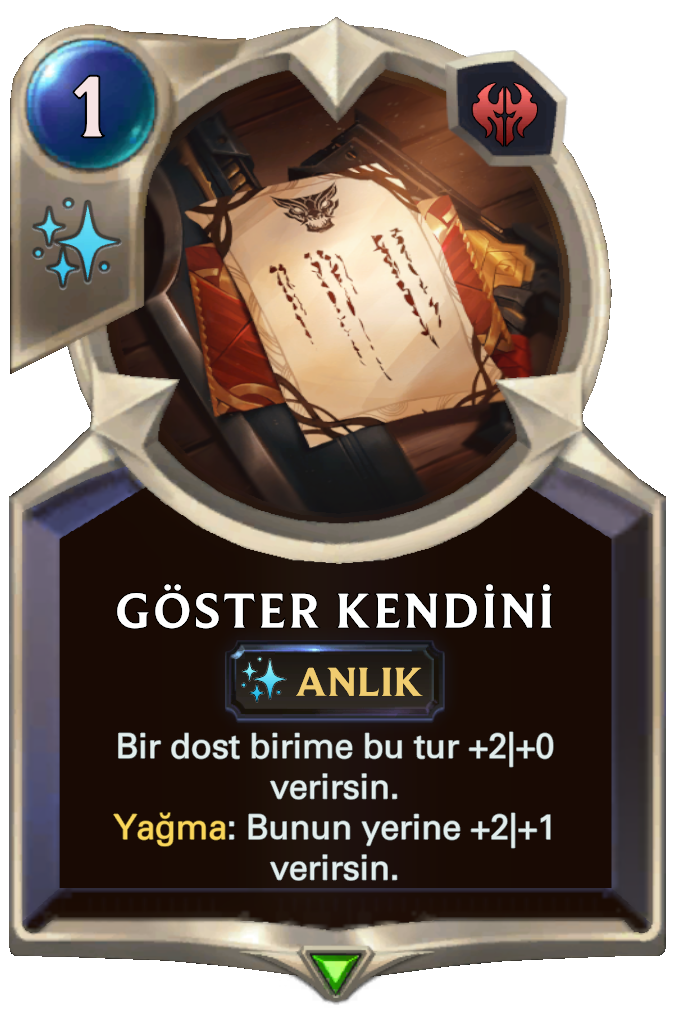 1
GÖSTER KENDİNİ
ANLIK
Bir dost birime bu tur +2|+0
verirsin.
Yağma: Bunun yerine +2|+1
verirsin.